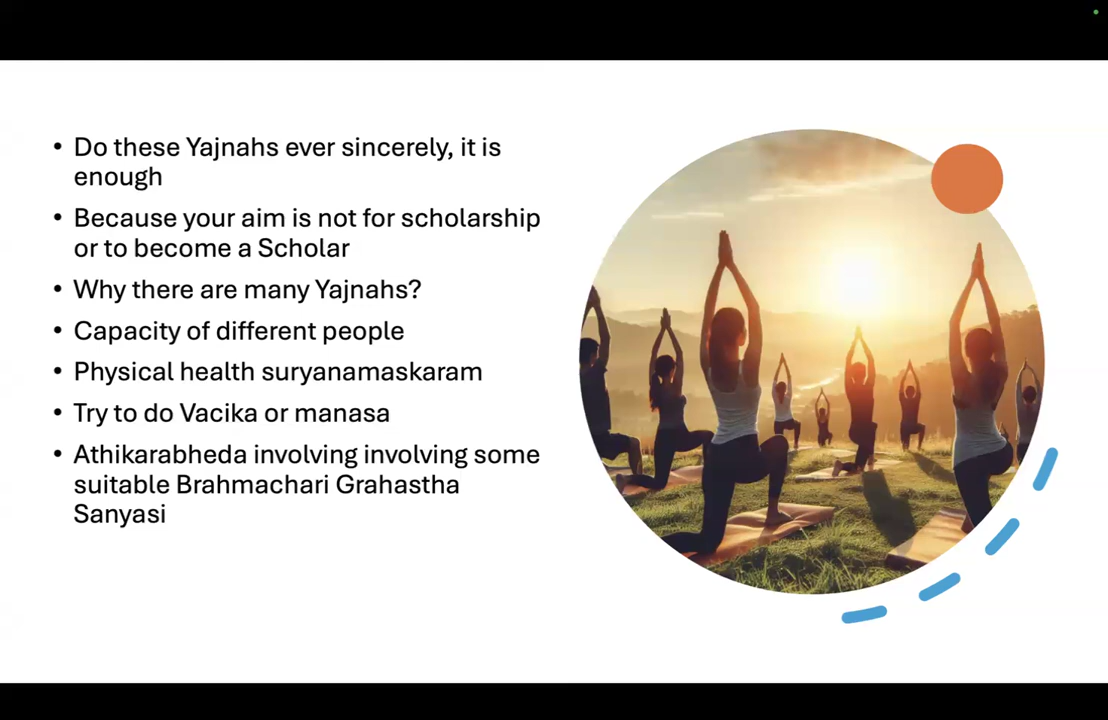 • Do these Yajnahs ever sincerely, it is
enough
• Because your aim is not for scholarship
or to become a Scholar
• Why there are many Yajnahs?
• Capacity of different people
• Physical health suryanamaskaram
• Try to do Vacika or manasa
• Athikarabheda involving involving some
suitable Brahmachari Grahastha
Sanyasi